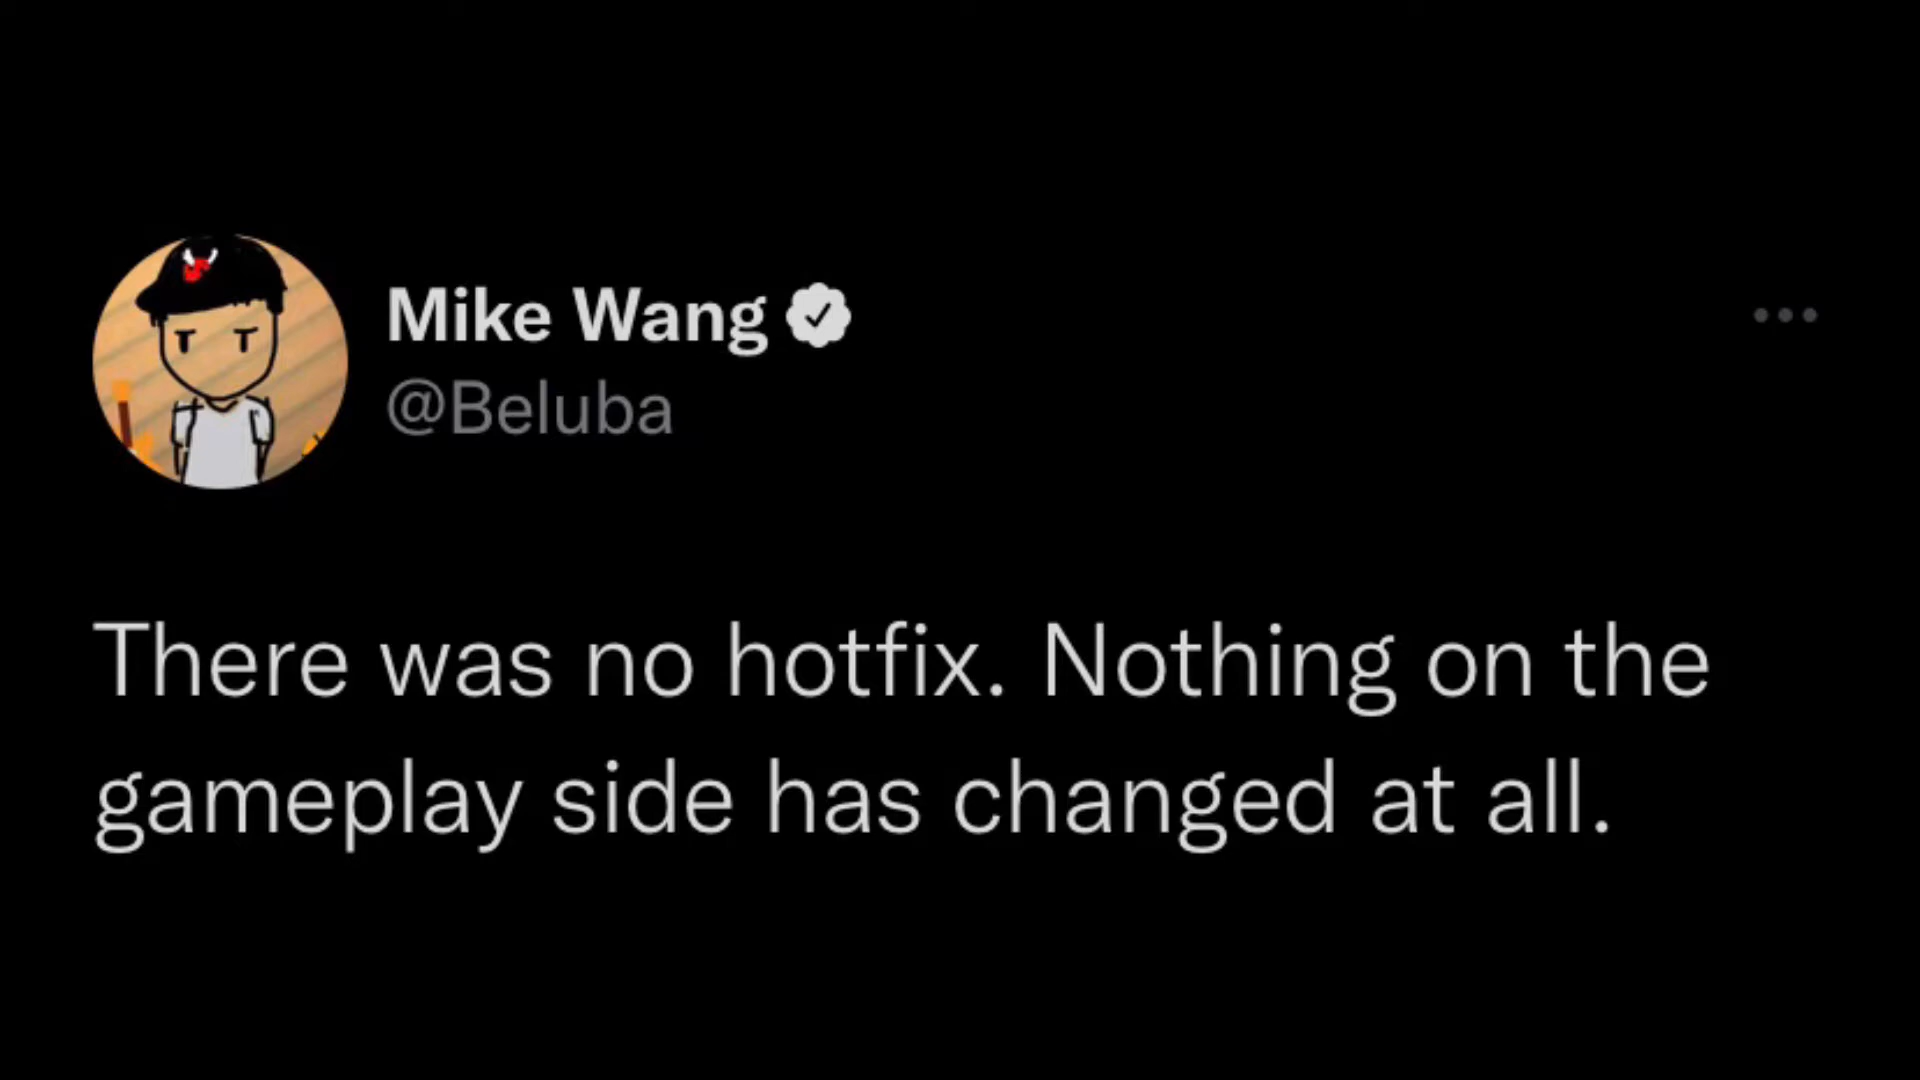 Mike Wang
@Beluba
There was no hotfix. Nothing on the
gameplay side has changed at all.